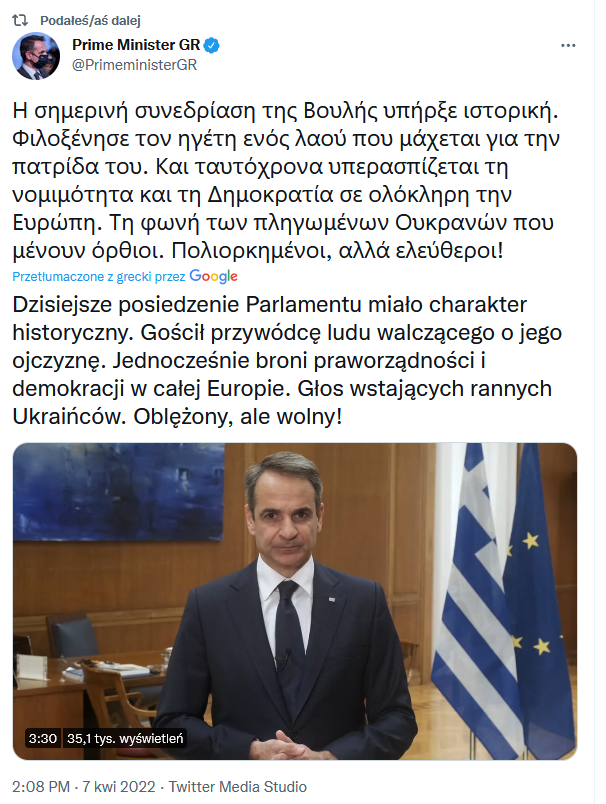 Podałeś/aś dalej
Prime Minister GR
@PrimeministerGR
Η σημερινή συνεδρίαση της Βουλής υπήρξε ιστορική.
Φιλοξένησε τον ηγέτη ενός λαού που μάχεται για την
πατρίδα του. Και ταυτόχρονα υπερασπίζεται τη
νομιμότητα και τη Δημοκρατία σε ολόκληρη την
Ευρώπη. Τη φωνή των πληγωμένων Ουκρανών που
μένουν όρθιοι. Πολιορκημένοι, αλλά ελεύθεροι!
Przetłumaczone z grecki przez Google
Dzisiejsze posiedzenie Parlamentu miało charakter
historyczny. Gościł przywódcę ludu walczącego o jego
ojczyznę. Jednocześnie broni praworządności i
demokracji w całej Europie. Głos wstających rannych
Ukraińców. Oblężony, ale wolny!
3:30 35,1 tys. wyświetleń
2:08 PM · 7 kwi 2022 · Twitter Media Studio